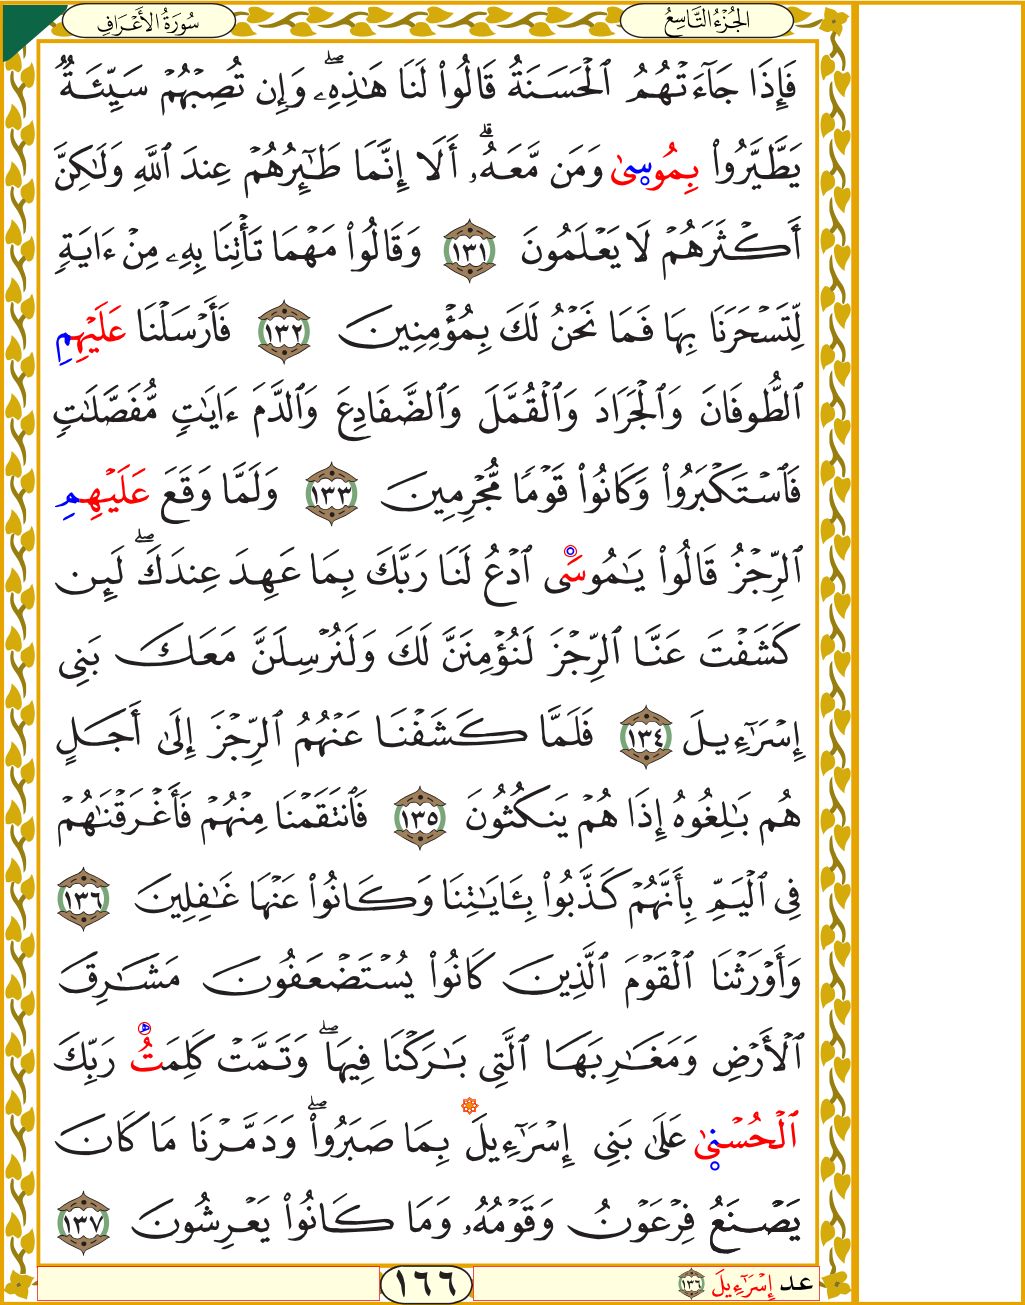 الجُزْءُ التَّاسِعُ
سُورَةُ الأَعْرَافِ
فَإِذَا جَآءَتْهُمُ ٱلْحَسَنَةُ قَالُوا۟ لَنَا هَـٰذِهِۦۖ وَإِن تُصِبْهُمْ سَيِّئَةٌ
يَطَّيَّرُوا۟ بِمُوسِىٰ وَمَن مَّعَهُۥٓۗ أَلَا إِنَّمَا طَـٰٓئِرُهُمْ عِندَ ٱللَّهِ وَلَـٰكِنَّ
أَكْثَرَهُمْ لَا يَعْلَمُونَ ١٣١ وَقَالُوا۟ مَهْمَا تَأْتِنَا بِهِۦ مِنْ ءَايَةٍ
لِّتَسْحَرَنَا بِهَا فَمَا نَحْنُ لَكَ بِمُؤْمِنِينَ ١٣٢ فَأَرْسَلْنَا عَلَيْهِمِ
ٱلطُّوفَانَ وَٱلْجَرَادَ وَٱلْقُمَّلَ وَٱلضَّفَادِعَ وَٱلدَّمَ ءَايَـٰتٍ مُّفَصَّلَـٰتٍ
فَٱسْتَكْبَرُوا۟ وَكَانُوا۟ قَوْمًا مُّجْرِمِينَ ١٣٣ وَلَمَّا وَقَعَ عَلَيْهِمِ
ٱلرِّجْزُ قَالُوا۟ يَـٰمُوسَى ٱدْعُ لَنَا رَبَّكَ بِمَا عَهِدَ عِندَكَۖ لَئِن
كَشَفْتَ عَنَّا ٱلرِّجْزَ لَنُؤْمِنَنَّ لَكَ وَلَنُرْسِلَنَّ مَعَكَ بَنِى
إِسْرَٰٓءِيلَ ١٣٤ فَلَمَّا كَشَفْنَا عَنْهُمُ ٱلرِّجْزَ إِلَىٰ أَجَلٍ
هُم بَـٰلِغُوهُ إِذَا هُمْ يَنكُثُونَ ١٣٥ فَٱنتَقَمْنَا مِنْهُمْ فَأَغْرَقْنَـٰهُمْ
فِى ٱلْيَمِّ بِأَنَّهُمْ كَذَّبُوا۟ بِـَٔايَـٰتِنَا وَكَانُوا۟ عَنْهَا غَـٰفِلِينَ ١٣٦
وَأَوْرَثْنَا ٱلْقَوْمَ ٱلَّذِينَ كَانُوا۟ يُسْتَضْعَفُونَ مَشَـٰرِقَ
ٱلْأَرْضِ وَمَغَـٰرِبَهَا ٱلَّتِى بَـٰرَكْنَا فِيهَاۖ وَتَمَّتْ كَلِمَتُ رَبِّكَ
ٱلْحُسْنِىٰ عَلَىٰ بَنِى إِسْرَٰٓءِيلَ بِمَا صَبَرُوا۟ۖ وَدَمَّرْنَا مَا كَانَ
يَصْنَعُ فِرْعَوْنُ وَقَوْمُهُۥ وَمَا كَانُوا۟ يَعْرِشُونَ ١٣٧
عد إِسْرَٰٓءِيلَ ١٣٦
١٦٦